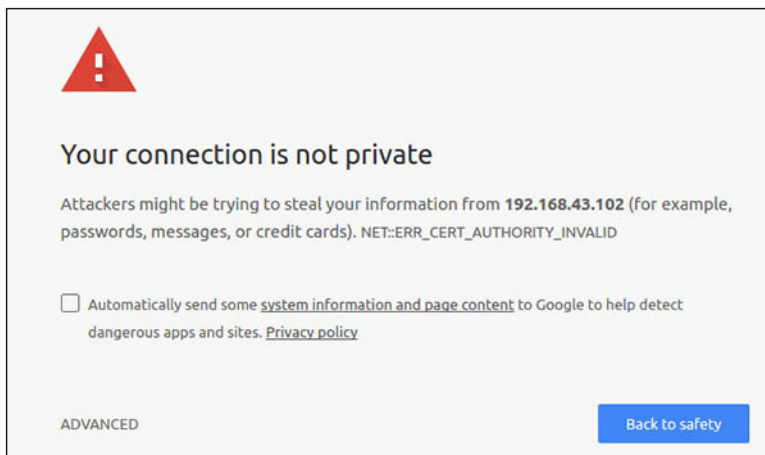 Your connection is not private
Attackers might be trying to steal your information from 192.168.43.102 (for example,
passwords, messages, or credit cards). NET::ERR_CERT_AUTHORITY_INVALID
Automatically send some system information and page content to Google to help detect
dangerous apps and sites. Privacy policy
ADVANCED
Back to safety